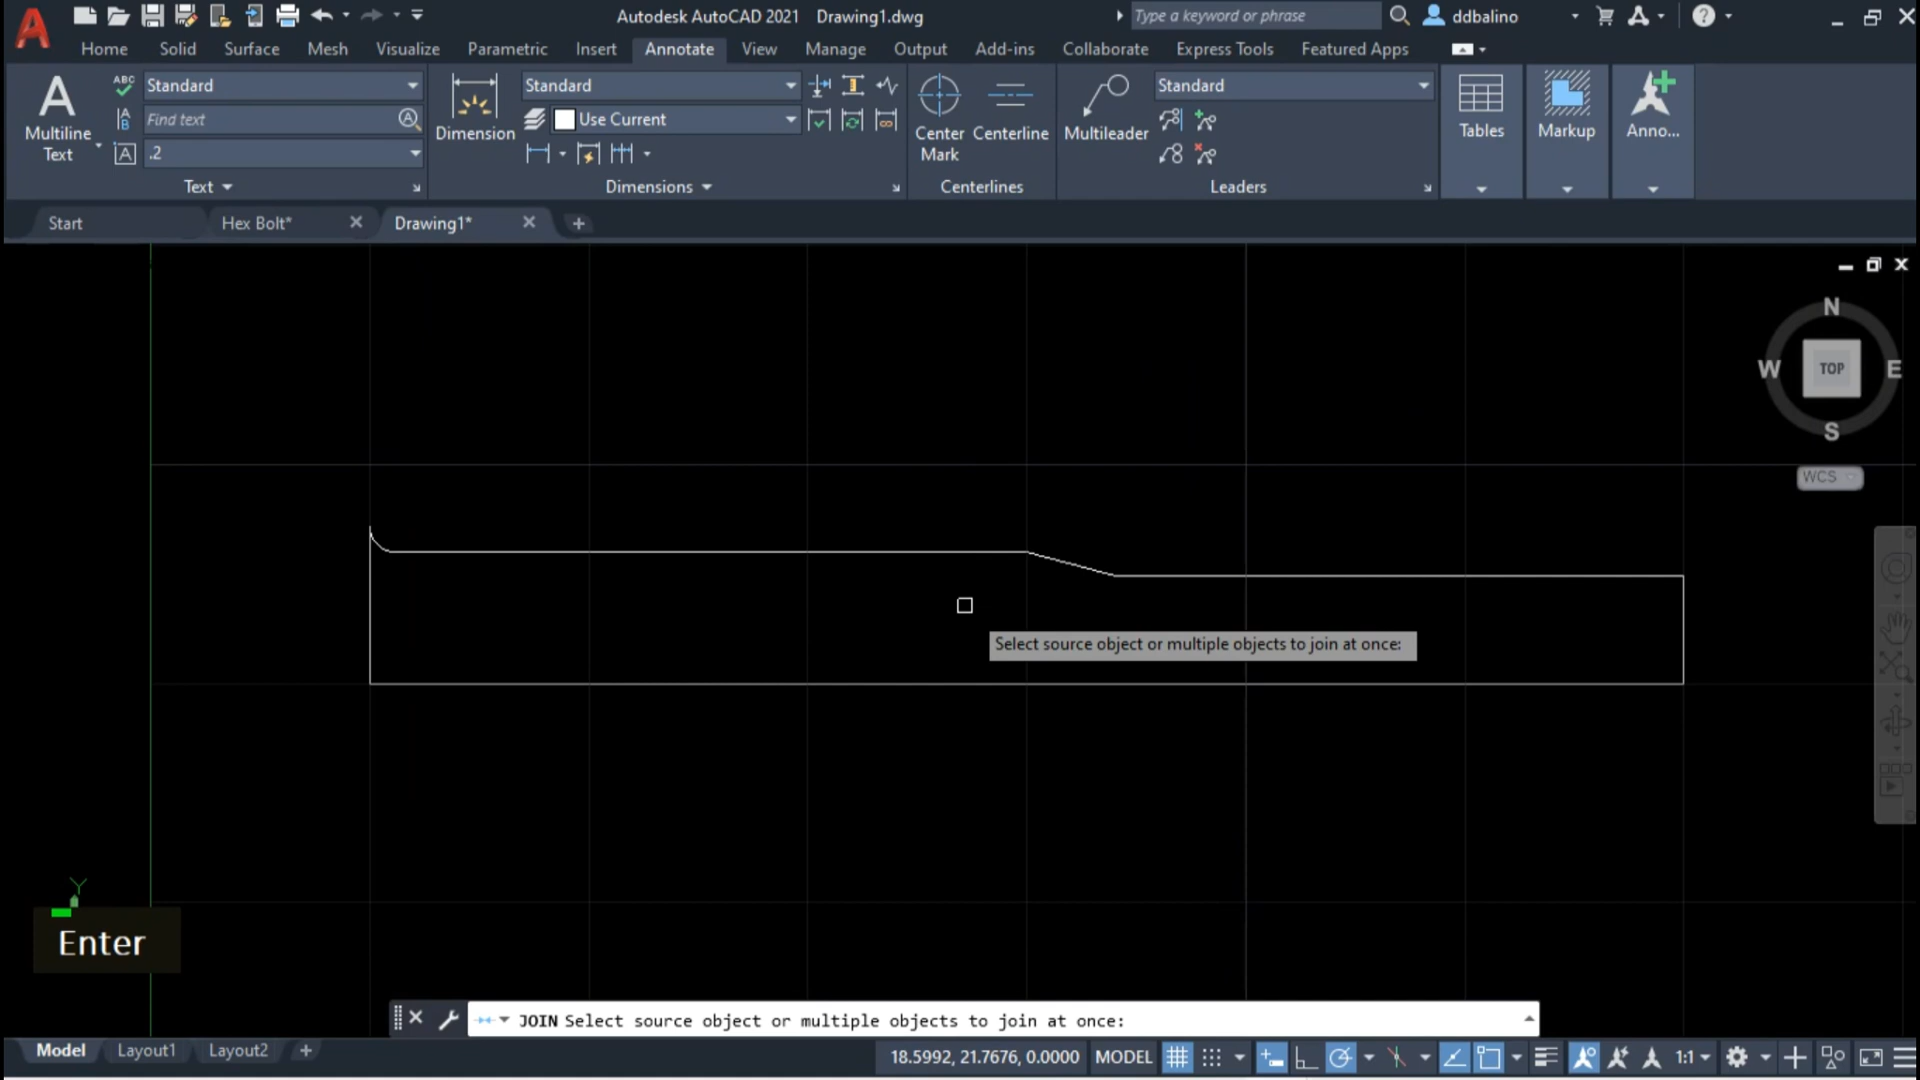 Autodesk AutoCAD 2021 Drawing1.dwg
Type a keyword or phrase
ddbalino
Home Solid Surface Mesh Visualize Parametric Insert Annotate View Manage Output Add-ins Collaborate Express Tools Featured Apps
Multiline Text
ABC
Standard
Find text
.2
Text
Dimension
Standard
Use Current
Dimensions
Center Mark
Centerline
Centerlines
Multileader
Standard
Leaders
Tables
Markup
Anno...
Start Hex Bolt* Drawing1*
N
W TOP E
S
WCS
Select source object or multiple objects to join at once:
Y
Enter
JOIN Select source object or multiple objects to join at once:
Model Layout1 Layout2
18.5992, 21.7676, 0.0000 MODEL 1:1